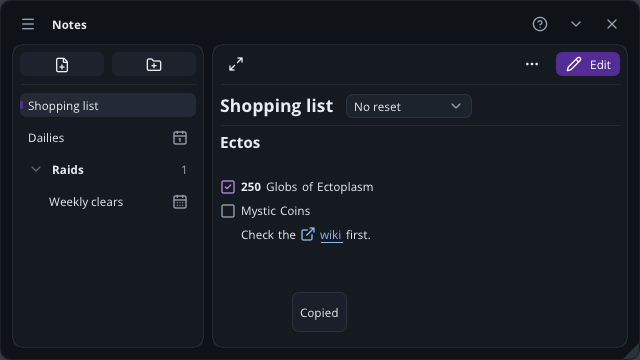 Notes
Edit
Shopping list
Dailies
Raids 1
Weekly clears
Shopping list No reset
Ectos
250 Globs of Ectoplasm
Mystic Coins
Check the wiki first.
Copied